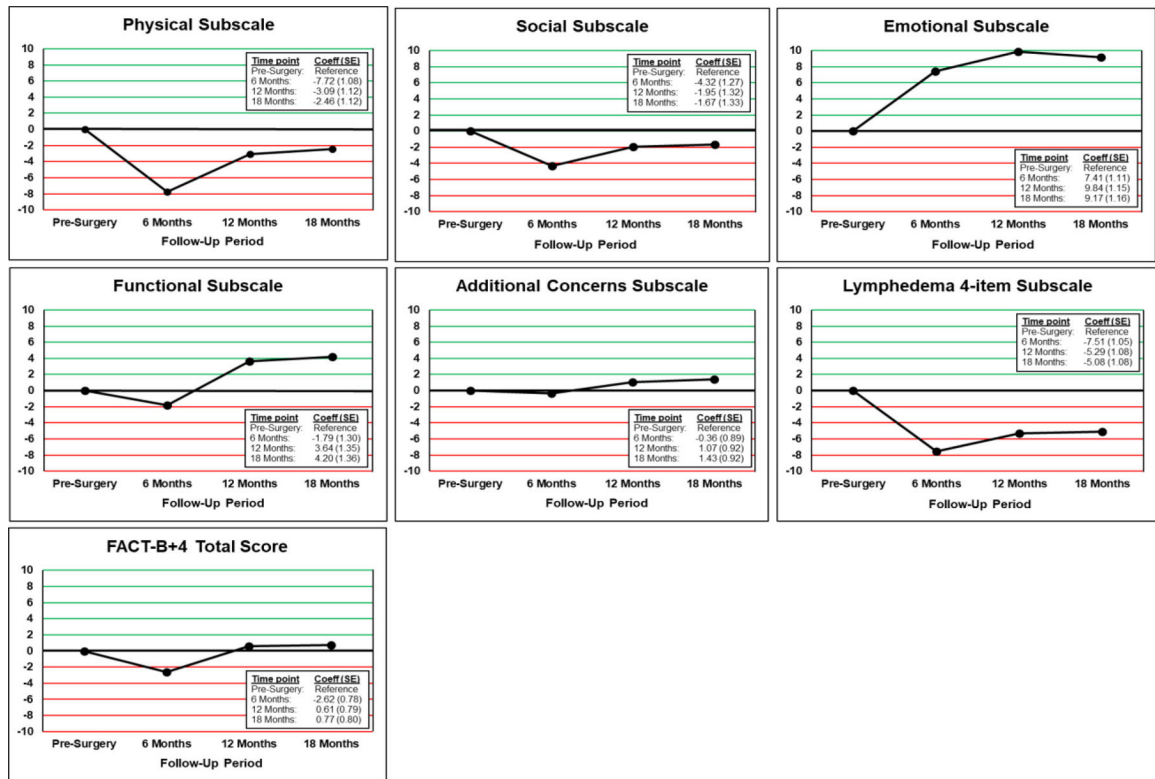 Physical Subscale
10
8
6
4
2
0
-2
-4
-6
-8
-10
Time point Coeff (SE)
Pre-Surgery: Reference
6 Months: -7.72 (1.08)
12 Months: -3.09 (1.12)
18 Months: -2.46 (1.12)
Pre-Surgery 6 Months 12 Months 18 Months
Follow-Up Period
Social Subscale
10
8
6
4
2
0
-2
-4
-6
-8
-10
Time point Coeff (SE)
Pre-Surgery: Reference
6 Months: -4.32 (1.27)
12 Months: -1.95 (1.32)
18 Months: -1.67 (1.33)
Pre-Surgery 6 Months 12 Months 18 Months
Follow-Up Period
Emotional Subscale
10
8
6
4
2
0
-2
-4
-6
-8
-10
Time point Coeff (SE)
Pre-Surgery: Reference
6 Months: 7.41 (1.11)
12 Months: 9.84 (1.15)
18 Months: 9.17 (1.16)
Pre-Surgery 6 Months 12 Months 18 Months
Follow-Up Period
Functional Subscale
10
8
6
4
2
0
-2
-4
-6
-8
-10
Time point Coeff (SE)
Pre-Surgery: Reference
6 Months: -1.79 (1.30)
12 Months: 3.64 (1.35)
18 Months: 4.20 (1.36)
Pre-Surgery 6 Months 12 Months 18 Months
Follow-Up Period
Additional Concerns Subscale
10
8
6
4
2
0
-2
-4
-6
-8
-10
Time point Coeff (SE)
Pre-Surgery: Reference
6 Months: -0.36 (0.89)
12 Months: 1.07 (0.92)
18 Months: 1.43 (0.92)
Pre-Surgery 6 Months 12 Months 18 Months
Follow-Up Period
Lymphedema 4-item Subscale
10
8
6
4
2
0
-2
-4
-6
-8
-10
Time point Coeff (SE)
Pre-Surgery: Reference
6 Months: -7.51 (1.05)
12 Months: -5.29 (1.08)
18 Months: -5.08 (1.08)
Pre-Surgery 6 Months 12 Months 18 Months
Follow-Up Period
FACT-B+4 Total Score
10
8
6
4
2
0
-2
-4
-6
-8
-10
Time point Coeff (SE)
Pre-Surgery: Reference
6 Months: -2.62 (0.78)
12 Months: 0.61 (0.79)
18 Months: 0.77 (0.80)
Pre-Surgery 6 Months 12 Months 18 Months
Follow-Up Period